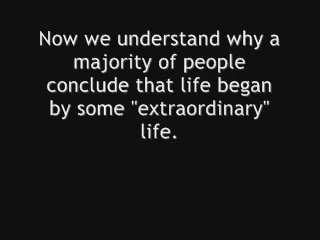 Now we understand why a
majority of people
conclude that life began
by some "extraordinary"
life.